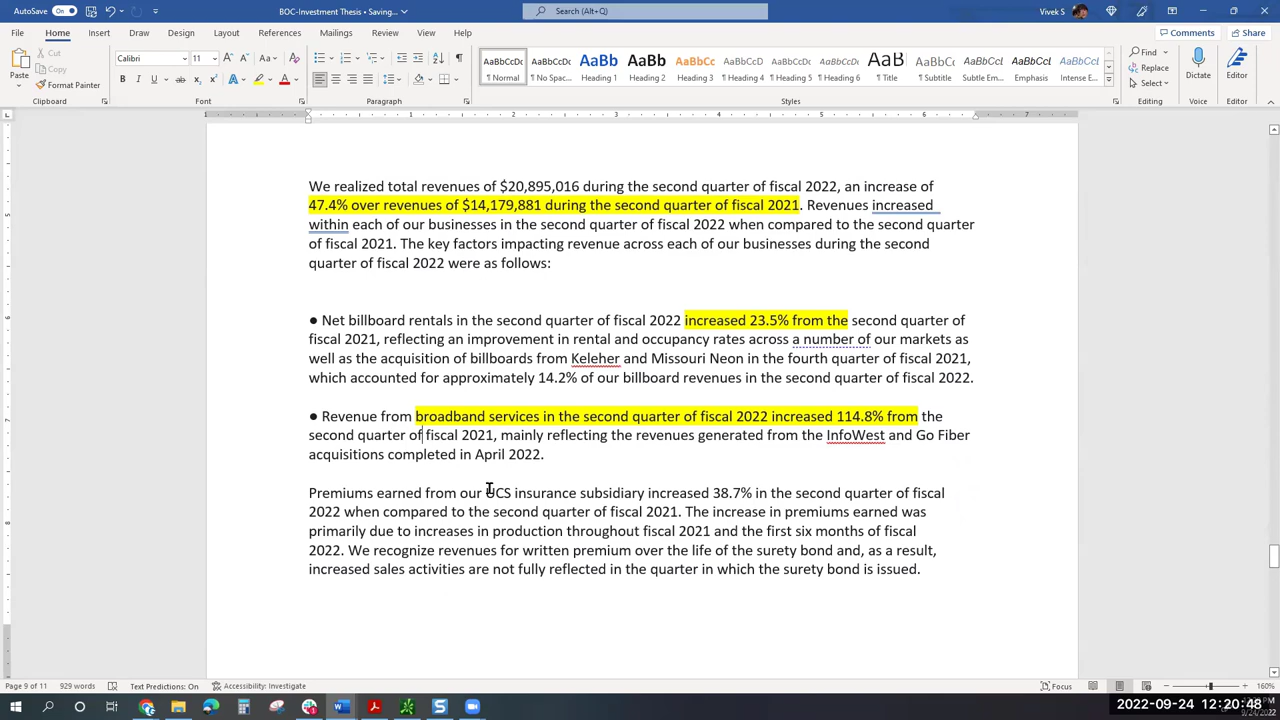 AutoSave On BOC-Investment Thesis • Saving... Search (Alt+Q) Vivek S
File Home Insert Draw Design Layout References Mailings Review View Help Comments Share
Paste Cut Copy Format Painter
Calibri 11
AaBbCcDc AaBbCcDc AaBb AaBb AaBbCc AaBbCcD AaBbCcD AaBbCcD AaB AaBbCcD AaBbCcl AaBbCcl AaBbCcl
¶ Normal ¶ No Spac... Heading 1 Heading 2 Heading 3 ¶ Heading 4 ¶ Heading 5 ¶ Heading 6 ¶ Title ¶ Subtitle Subtle Em... Emphasis Intense E...
Find Replace Select Dictate Editor
Clipboard Font Paragraph Styles Editing Voice Editor
We realized total revenues of $20,895,016 during the second quarter of fiscal 2022, an increase of
47.4% over revenues of $14,179,881 during the second quarter of fiscal 2021. Revenues increased
within each of our businesses in the second quarter of fiscal 2022 when compared to the second quarter
of fiscal 2021. The key factors impacting revenue across each of our businesses during the second
quarter of fiscal 2022 were as follows:
● Net billboard rentals in the second quarter of fiscal 2022 increased 23.5% from the second quarter of
fiscal 2021, reflecting an improvement in rental and occupancy rates across a number of our markets as
well as the acquisition of billboards from Keleher and Missouri Neon in the fourth quarter of fiscal 2021,
which accounted for approximately 14.2% of our billboard revenues in the second quarter of fiscal 2022.
● Revenue from broadband services in the second quarter of fiscal 2022 increased 114.8% from the
second quarter of fiscal 2021, mainly reflecting the revenues generated from the InfoWest and Go Fiber
acquisitions completed in April 2022.
Premiums earned from our UCS insurance subsidiary increased 38.7% in the second quarter of fiscal
2022 when compared to the second quarter of fiscal 2021. The increase in premiums earned was
primarily due to increases in production throughout fiscal 2021 and the first six months of fiscal
2022. We recognize revenues for written premium over the life of the surety bond and, as a result,
increased sales activities are not fully reflected in the quarter in which the surety bond is issued.
Page 9 of 11 929 words Text Predictions: On Accessibility: Investigate Focus 160%
2022-09-24 12:20:48